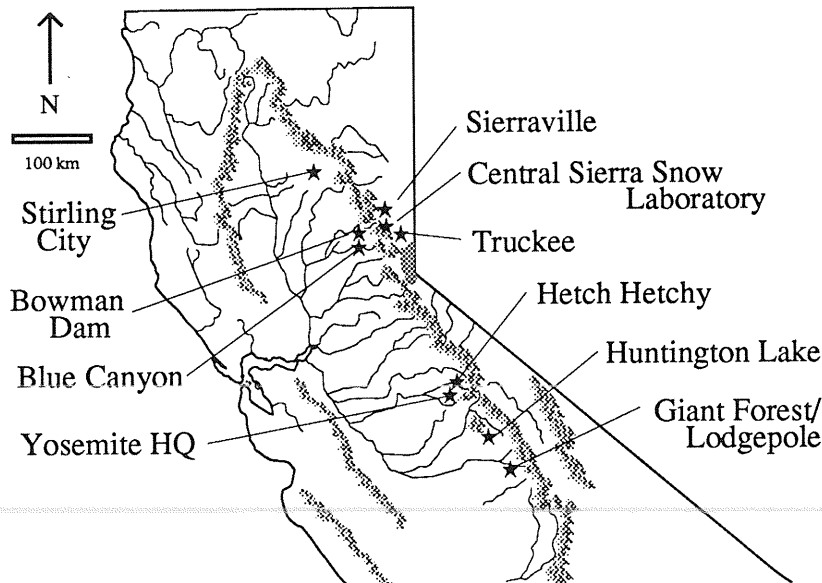 N
100 km
Sierraville
Central Sierra Snow
Laboratory
Truckee
Stirling
City
Bowman
Dam
Blue Canyon
Yosemite HQ
Hetch Hetchy
Huntington Lake
Giant Forest/
Lodgepole